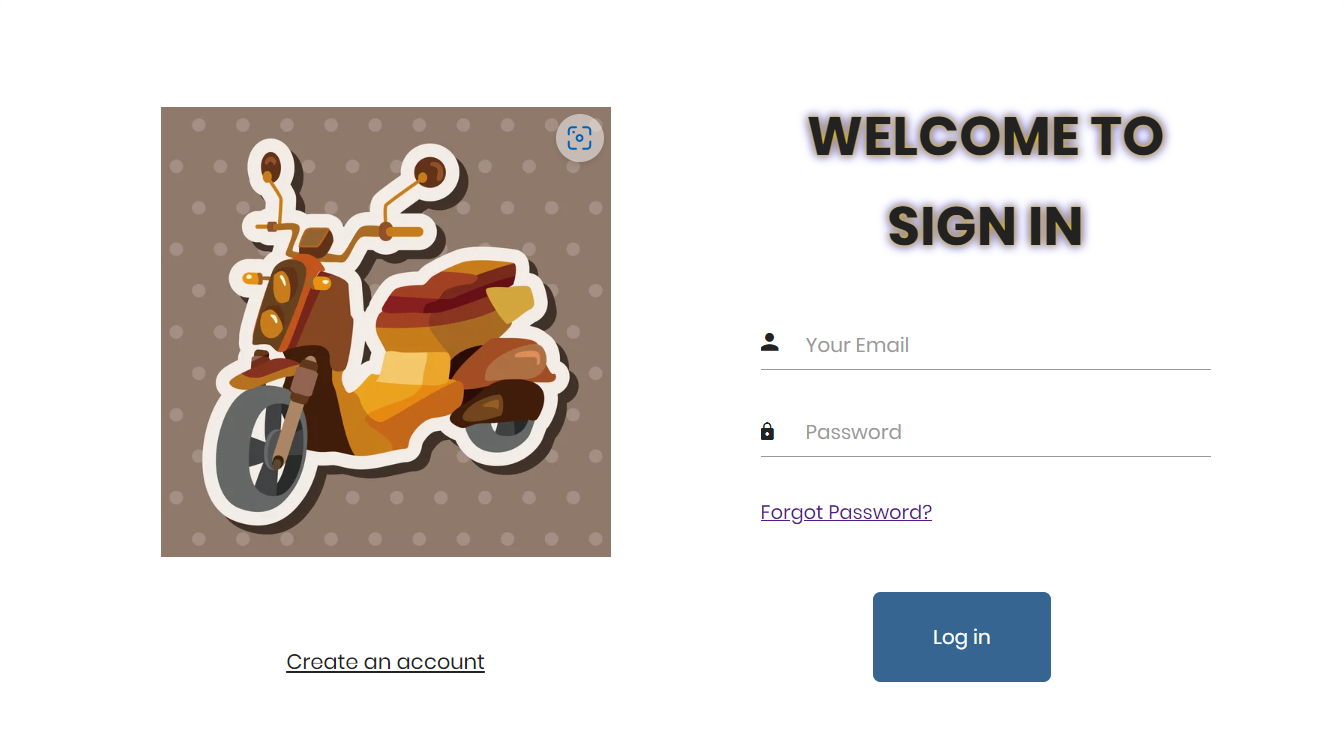 WELCOME TO
SIGN IN
Your Email
Password
Forgot Password?
Log in
Create an account